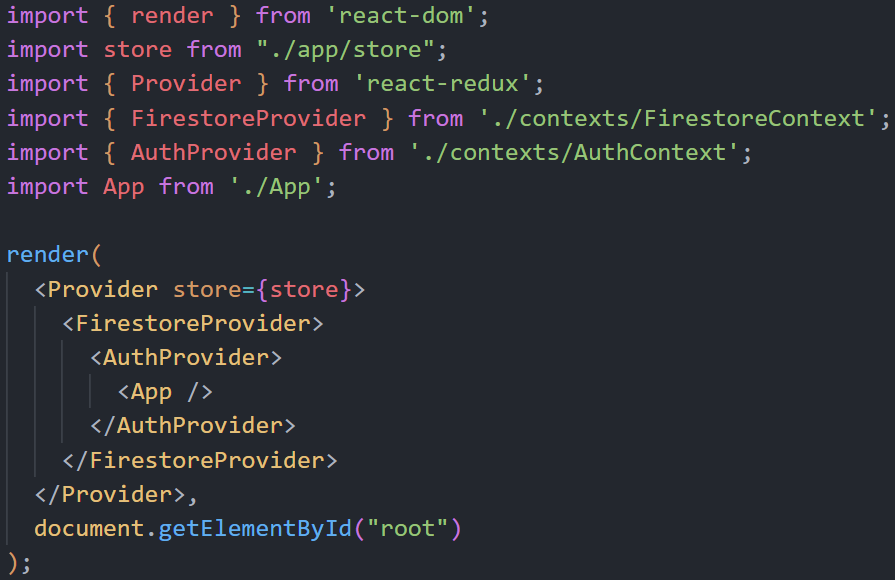 import { render } from 'react-dom';
import store from "./app/store";
import { Provider } from 'react-redux';
import { FirestoreProvider } from './contexts/FirestoreContext';
import { AuthProvider } from './contexts/AuthContext';
import App from './App';

render(
  <Provider store={store}>
    <FirestoreProvider>
      <AuthProvider>
        <App />
      </AuthProvider>
    </FirestoreProvider>
  </Provider>,
  document.getElementById("root")
);